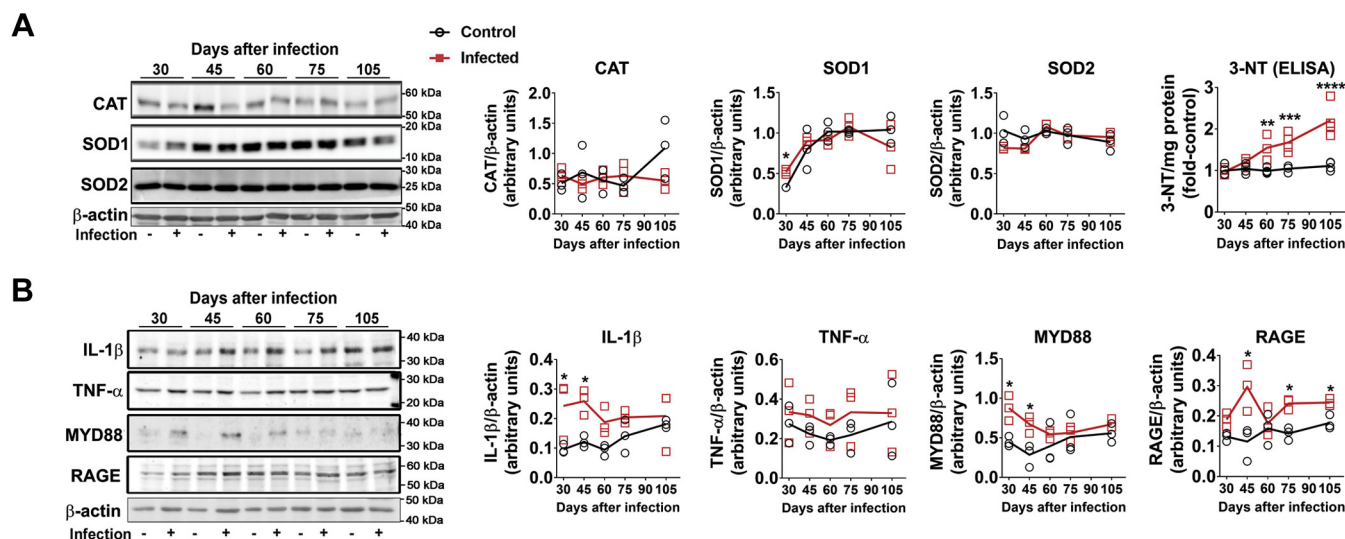 A
Days after infection
30 45 60 75 105
CAT
60 kDa
50 kDa
SOD1
20 kDa
10 kDa
SOD2
30 kDa
25 kDa
β-actin
50 kDa
40 kDa
Infection - + - + - + - + - +
Control
Infected
CAT
CAT/β-actin
(arbitrary units)
2.0
1.5
1.0
0.5
0.0
30 45 60 75 90 105
Days after infection
SOD1
SOD1/β-actin
(arbitrary units)
1.5
1.0
0.5
0.0
*
30 45 60 75 90 105
Days after infection
SOD2
SOD2/β-actin
(arbitrary units)
1.5
1.0
0.5
0.0
30 45 60 75 90 105
Days after infection
3-NT (ELISA)
3-NT/mg protein
(fold-control)
3
2
1
0
** *** ****
30 45 60 75 90 105
Days after infection
B
Days after infection
30 45 60 75 105
IL-1β
40 kDa
30 kDa
TNF-α
30 kDa
20 kDa
MYD88
40 kDa
30 kDa
RAGE
60 kDa
50 kDa
β-actin
50 kDa
40 kDa
Infection - + - + - + - + - +
IL-1β
IL-1β/β-actin
(arbitrary units)
0.4
0.3
0.2
0.1
0.0
* *
30 45 60 75 90 105
Days after infection
TNF-α
TNF-α/β-actin
(arbitrary units)
0.6
0.4
0.2
0.0
30 45 60 75 90 105
Days after infection
MYD88
MYD88/β-actin
(arbitrary units)
1.5
1.0
0.5
0.0
* *
30 45 60 75 90 105
Days after infection
RAGE
RAGE/β-actin
(arbitrary units)
0.4
0.3
0.2
0.1
0.0
* * *
30 45 60 75 90 105
Days after infection